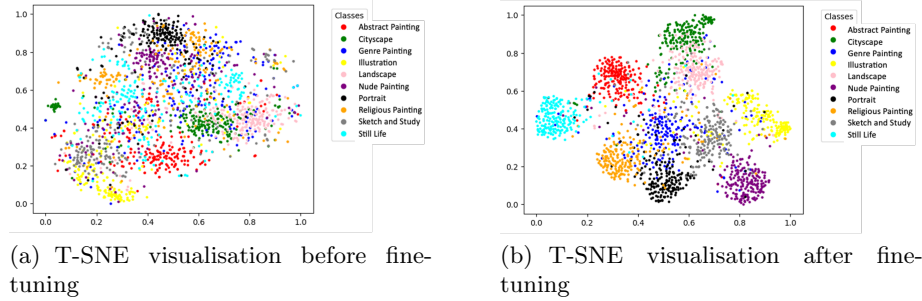 Classes
Abstract Painting
Cityscape
Genre Painting
Illustration
Landscape
Nude Painting
Portrait
Religious Painting
Sketch and Study
Still Life
1.0
0.8
0.6
0.4
0.2
0.0
0.0 0.2 0.4 0.6 0.8 1.0
(a) T-SNE visualisation before fine-
tuning
Classes
Abstract Painting
Cityscape
Genre Painting
Illustration
Landscape
Nude Painting
Portrait
Religious Painting
Sketch and Study
Still Life
1.0
0.8
0.6
0.4
0.2
0.0
0.0 0.2 0.4 0.6 0.8 1.0
(b) T-SNE visualisation after fine-
tuning